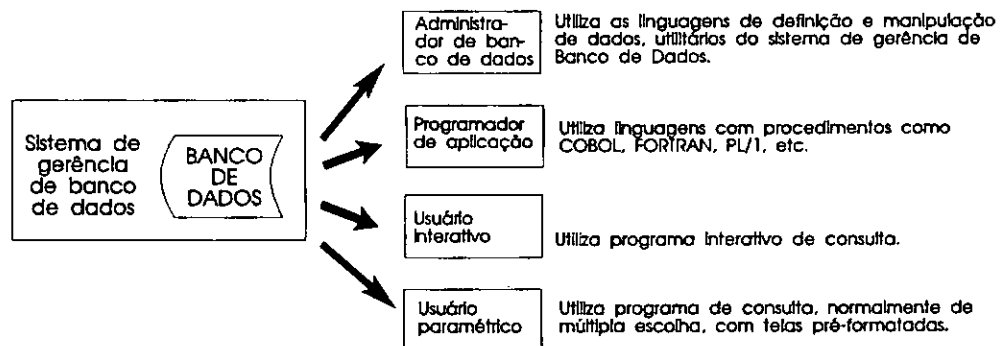 Sistema de
gerência
de banco
de dados
BANCO
DE
DADOS
Administra-
dor de ban-
co de dados
Utiliza as linguagens de definição e manipulação
de dados, utilitários do sistema de gerência de
Banco de Dados.
Programador
de aplicação
Utiliza linguagens com procedimentos como
COBOL, FORTRAN, PL/1, etc.
Usuário
Interativo
Utiliza programa interativo de consulta.
Usuário
paramétrico
Utiliza programa de consulta, normalmente de
múltipla escolha, com telas pré-formatadas.